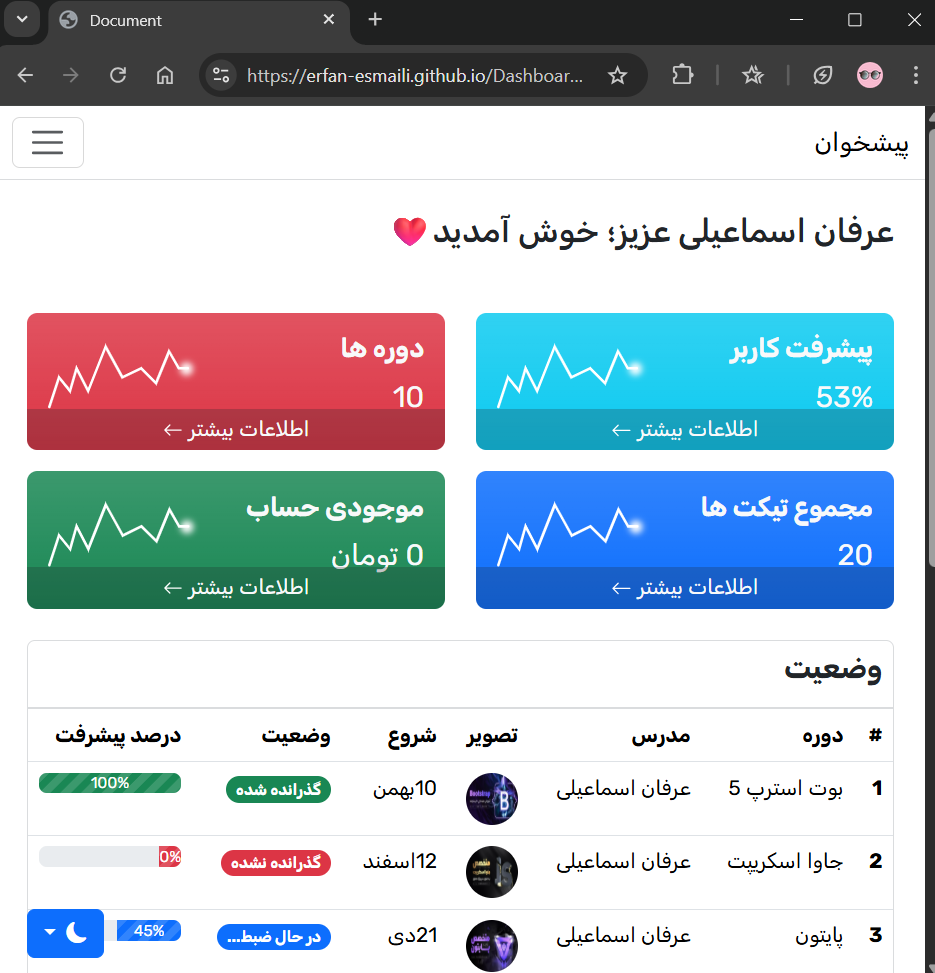 Document
https://erfan-esmaili.github.io/Dashboar...
پیشخوان
عرفان اسماعیلی عزیز؛ خوش آمدید
پیشرفت کاربر
53%
اطلاعات بیشتر
دوره ها
10
اطلاعات بیشتر
مجموع تیکت ها
20
اطلاعات بیشتر
موجودی حساب
0 تومان
اطلاعات بیشتر
وضعیت
# دوره مدرس تصویر شروع وضعیت درصد پیشرفت
1 بوت استرپ 5 عرفان اسماعیلی 10بهمن گذرانده شده 100%
2 جاوا اسکریپت عرفان اسماعیلی 12اسفند گذرانده نشده 0%
3 پایتون عرفان اسماعیلی 21دی در حال ضبط... 45%